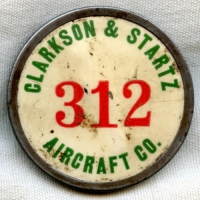 CLARKSON & STARTZ
312
AIRCRAFT CO.